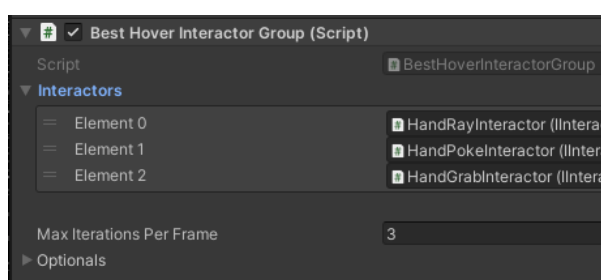 Best Hover Interactor Group (Script)
Script BestHoverInteractorGroup
Interactors
Element 0 HandRayInteractor (IIntera
Element 1 HandPokeInteractor (IInter
Element 2 HandGrabInteractor (IInter
Max Iterations Per Frame 3
Optionals